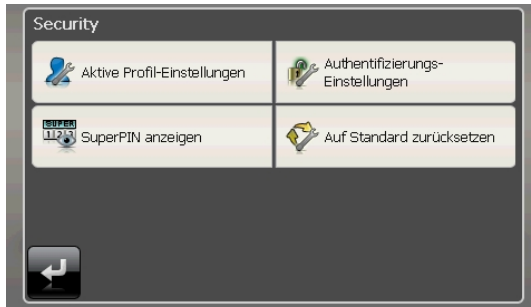 Security
Aktive Profil-Einstellungen
Authentifizierungs-
Einstellungen
SUPER
123
SuperPIN anzeigen
Auf Standard zurücksetzen